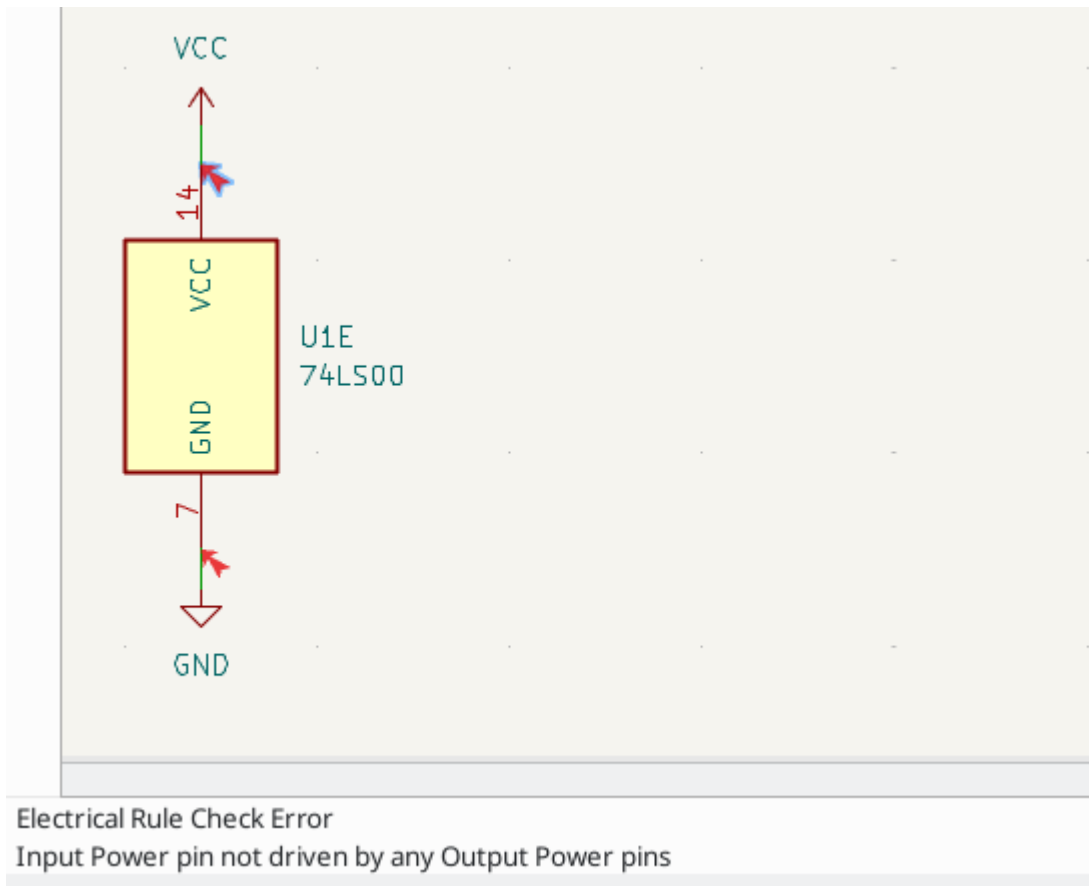 VCC
14
VCC
U1E
74LS00
GND
7
GND
Electrical Rule Check Error
Input Power pin not driven by any Output Power pins